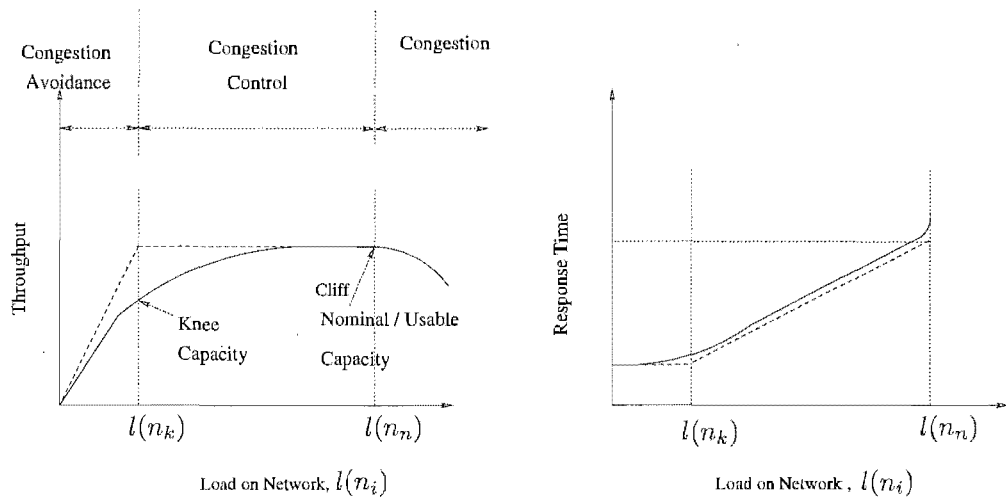 Congestion
Avoidance
Congestion
Control
Congestion
Throughput
Knee
Capacity
Cliff
Nominal / Usable
Capacity
l(n_k)
l(n_n)
Load on Network, l(n_i)
Response Time
l(n_k)
l(n_n)
Load on Network , l(n_i)